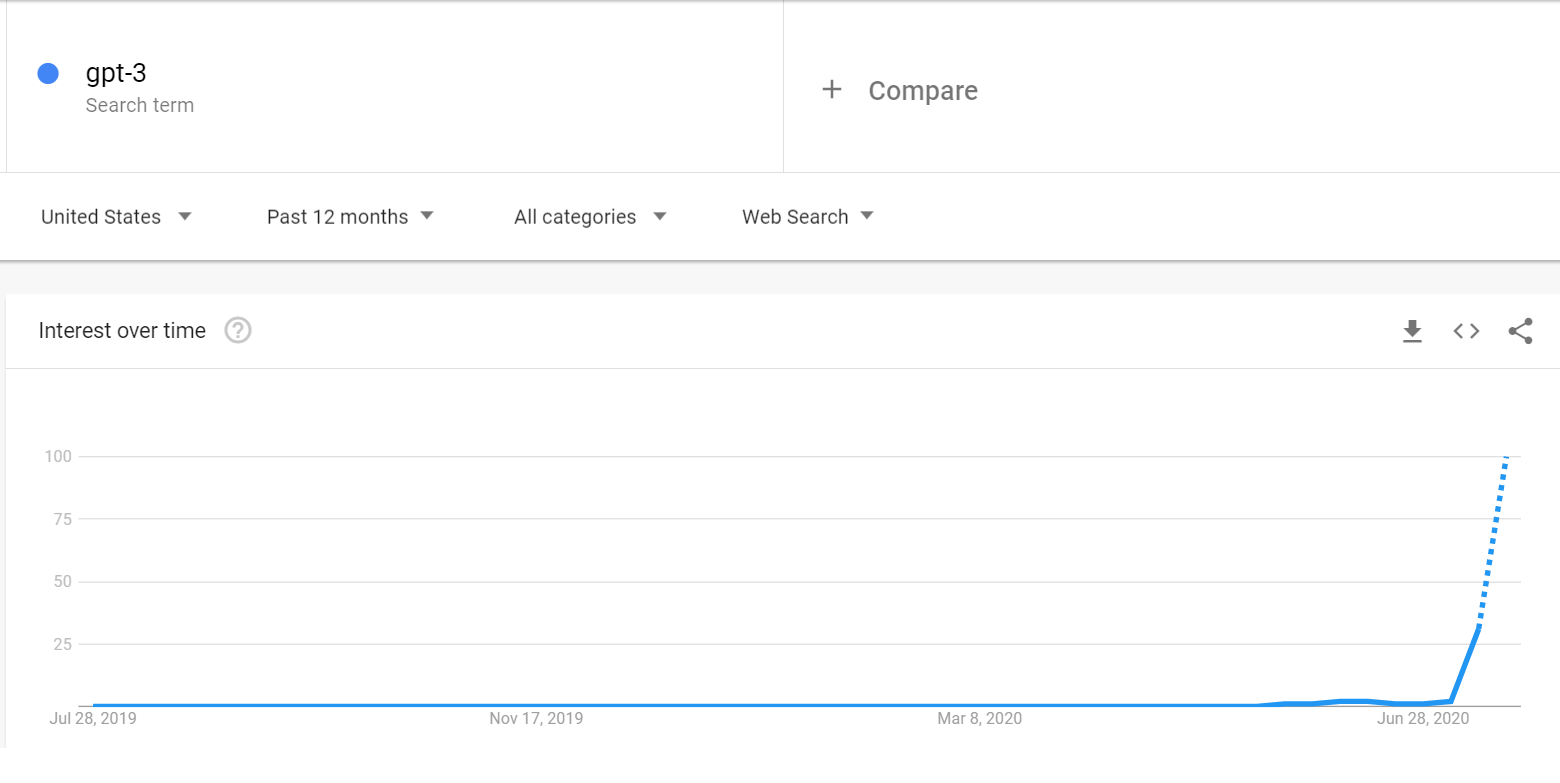 gpt-3
Search term
+ Compare
United States
Past 12 months
All categories
Web Search
Interest over time
?
100
75
50
25
Jul 28, 2019
Nov 17, 2019
Mar 8, 2020
Jun 28, 2020